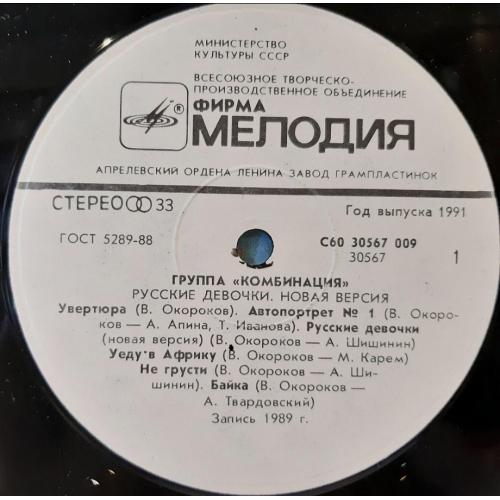 МИНИСТЕРСТВО
КУЛЬТУРЫ СССР
ВСЕСОЮЗНОЕ ТВОРЧЕСКО-
ПРОИЗВОДСТВЕННОЕ ОБЪЕДИНЕНИЕ
® ФИРМА
МЕЛОДИЯ
АПРЕЛЕВСКИЙ ОРДЕНА ЛЕНИНА ЗАВОД ГРАМПЛАСТИНОК
СТЕРЕО 33 Год выпуска 1991
ГОСТ 5289-88 С60 30567 009
30567 1
ГРУППА «КОМБИНАЦИЯ»
РУССКИЕ ДЕВОЧКИ. НОВАЯ ВЕРСИЯ
Увертюра (В. Окороков). Автопортрет № 1 (В. Окоро-
ков — А. Апина, Т. Иванова). Русские девочки
(новая версия) (В. Окороков — А. Шишинин)
Уеду в Африку (В. Окороков — М. Карем)
Не грусти (В. Окороков — А. Ши-
шинин). Байка (В. Окороков —
А. Твардовский)
Запись 1989 г.